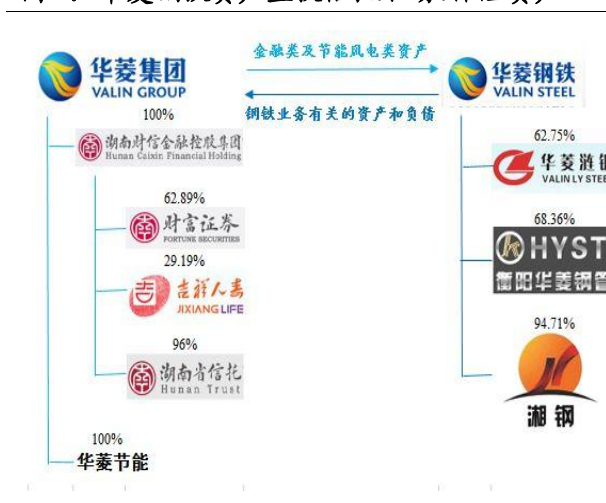 华菱集团
VALIN GROUP
金融类及节能风电类资产
钢铁业务有关的资产和负债
华菱钢铁
VALIN STEEL
100%
湖南财信金融控股集团
Hunan Caixin Financial Holding
62.89%
财富证券
FORTUNE SECURITIES
29.19%
吉祥人寿
JIXIANG LIFE
96%
湖南省信托
Hunan Trust
100%
华菱节能
62.75%
华菱涟
VALIN LY STEE
68.36%
HYST
衡阳华菱钢管
94.71%
湘钢